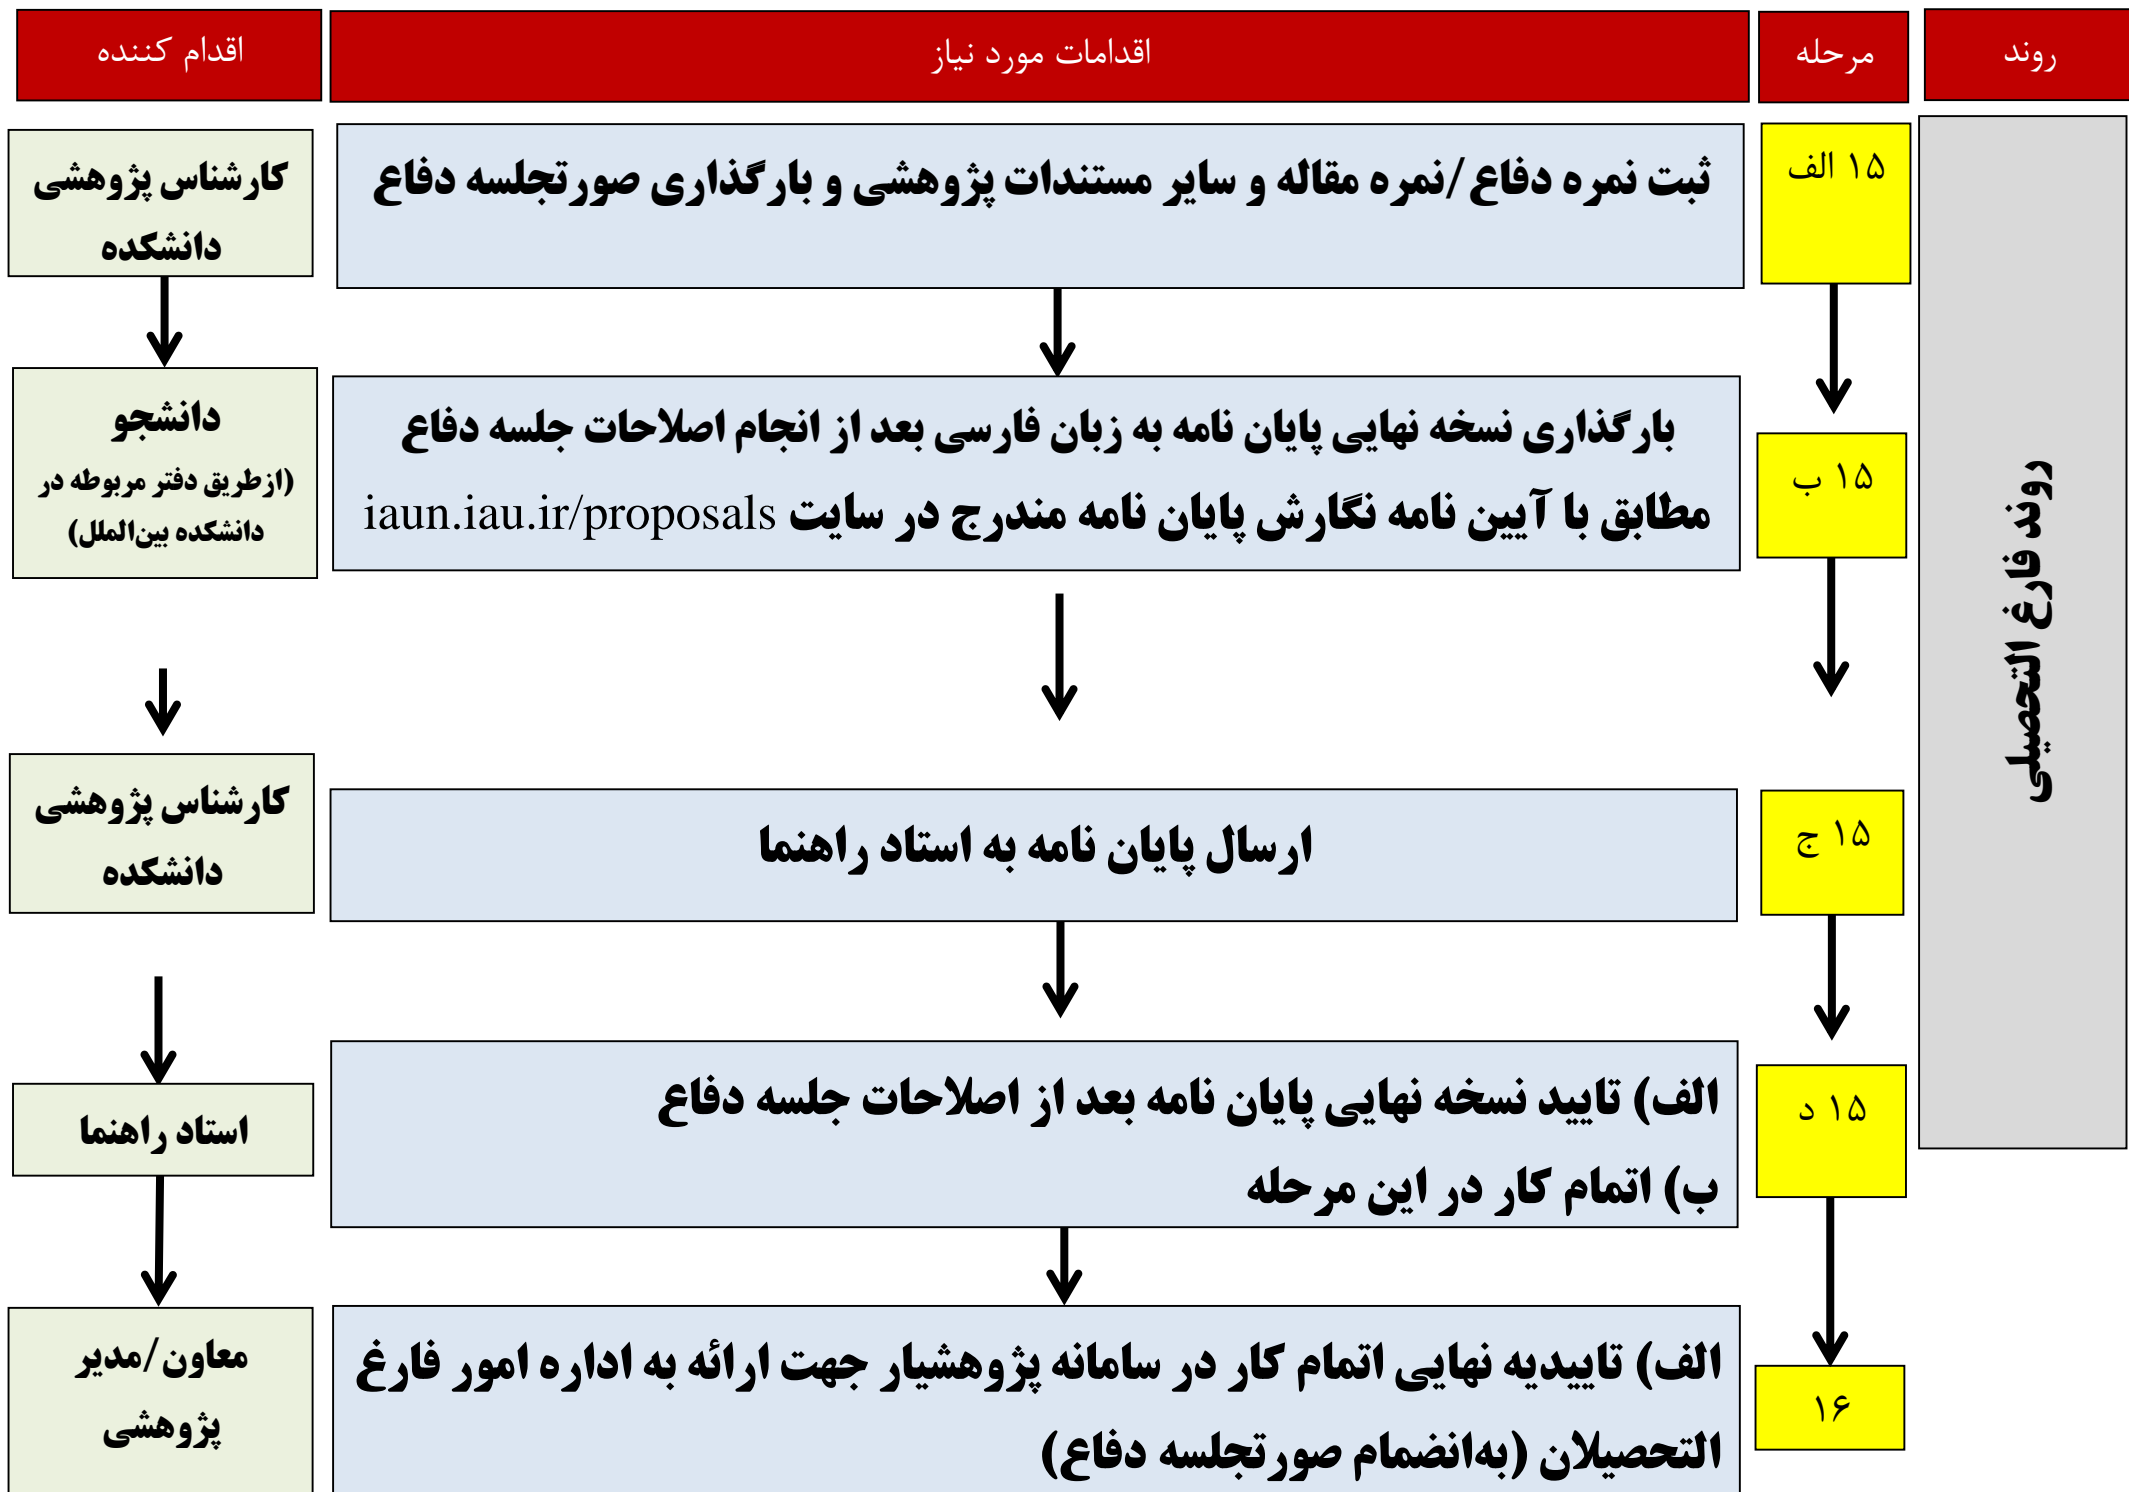 روند
مرحله
اقدامات مورد نیاز
اقدام کننده
روند فارغ التحصیلی
۱۵ الف
ثبت نمره دفاع/نمره مقاله و سایر مستندات پژوهشی و بارگذاری صورتجلسه دفاع
کارشناس پژوهشی
دانشکده
۱۵ ب
بارگذاری نسخه نهایی پایان نامه به زبان فارسی بعد از انجام اصلاحات جلسه دفاع
مطابق با آیین نامه نگارش پایان نامه مندرج در سایت iaun.iau.ir/proposals
دانشجو
(ازطریق دفتر مربوطه در
دانشکده بین‌الملل)
۱۵ ج
ارسال پایان نامه به استاد راهنما
کارشناس پژوهشی
دانشکده
۱۵ د
الف) تایید نسخه نهایی پایان نامه بعد از اصلاحات جلسه دفاع
ب) اتمام کار در این مرحله
استاد راهنما
۱۶
الف) تاییدیه نهایی اتمام کار در سامانه پژوهشیار جهت ارائه به اداره امور فارغ
التحصیلان (به‌انضمام صورتجلسه دفاع)
معاون/مدیر
پژوهشی